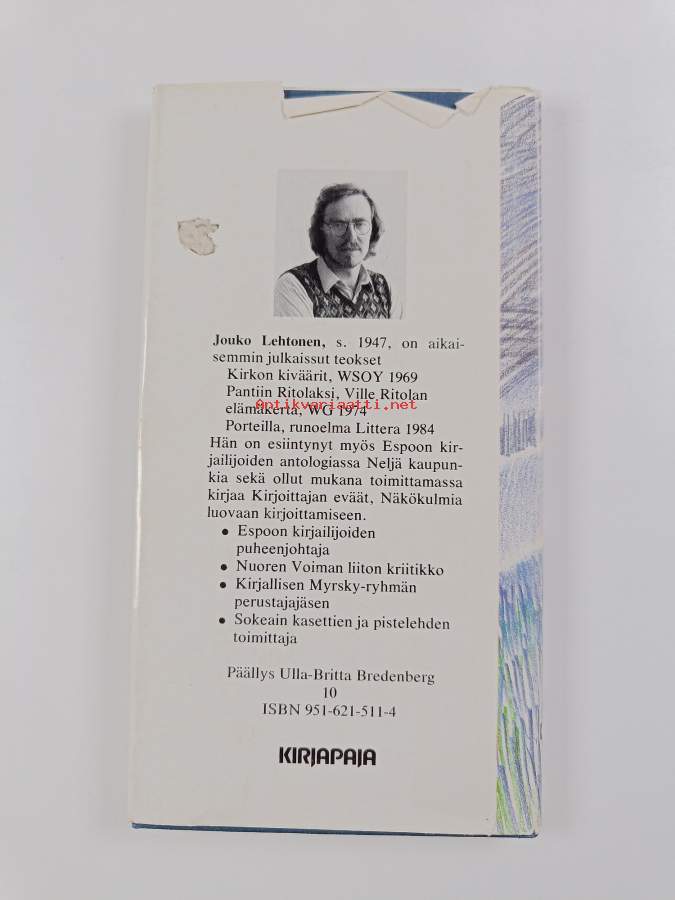 Jouko Lehtonen, s. 1947, on aikai-
semmin julkaissut teokset
Kirkon kiväärit, WSOY 1969
Pantiin Ritolaksi, Ville Ritolan
elämäkerta, WG 1974
Antikvariaatti.net
Porteilla, runoelma Littera 1984
Hän on esiintynyt myös Espoon kir-
jailijoiden antologiassa Neljä kaupun-
kia sekä ollut mukana toimittamassa
kirjaa Kirjoittajan eväät, Näkökulmia
luovaan kirjoittamiseen.
• Espoon kirjailijoiden
puheenjohtaja
• Nuoren Voiman liiton kriitikko
• Kirjallisen Myrsky-ryhmän
perustajajäsen
• Sokeain kasettien ja pistelehden
toimittaja
Päällys Ulla-Britta Bredenberg
10
ISBN 951-621-511-4
KIRJAPAJA